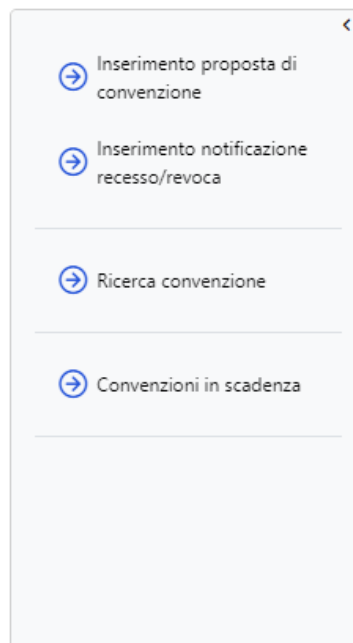 Inserimento proposta di
convenzione
Inserimento notificazione
recesso/revoca
Ricerca convenzione
Convenzioni in scadenza